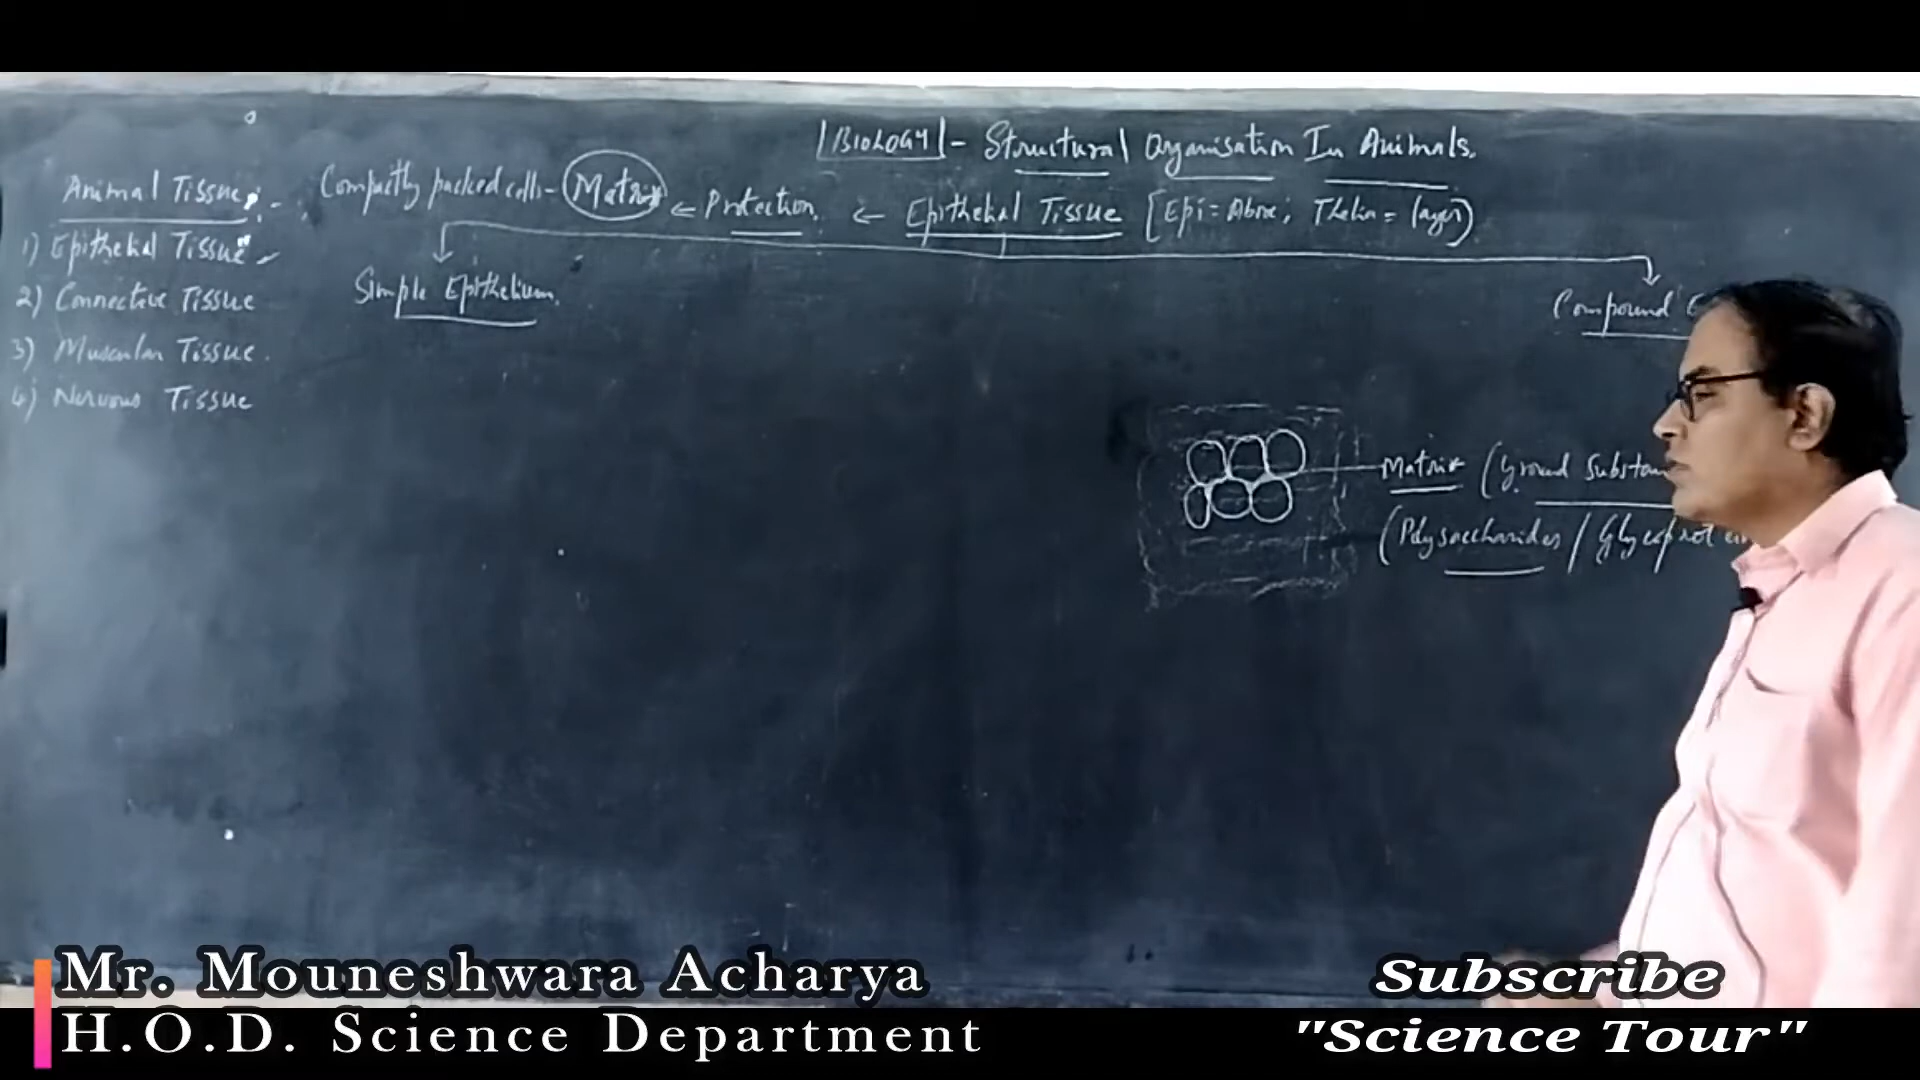 BIOLOGY - Structural Organisation In Animals.
Animal Tissue:-
Compactly packed cells - Matrix ← Protection ← Epithelial Tissue [Epi = Above; Thelia = layer]
1) Epithelial Tissue
2) Connective Tissue
3) Muscular Tissue.
4) Nervous Tissue
Simple Epithelium.
Compound
Matrix (Ground Substan
(Polysaccharides / Glycoprotein
Mr. Mouneshwara Acharya
H.O.D. Science Department
Subscribe
"Science Tour"